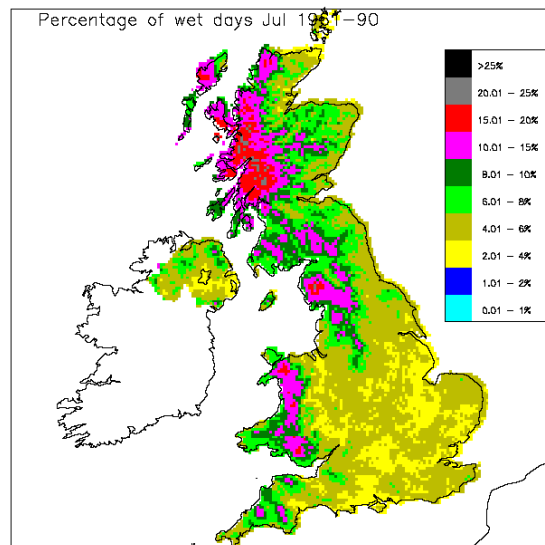 Percentage of wet days Jul 1961-90
>25%
20.01 - 25%
15.01 - 20%
10.01 - 15%
8.01 - 10%
6.01 - 8%
4.01 - 6%
2.01 - 4%
1.01 - 2%
0.01 - 1%